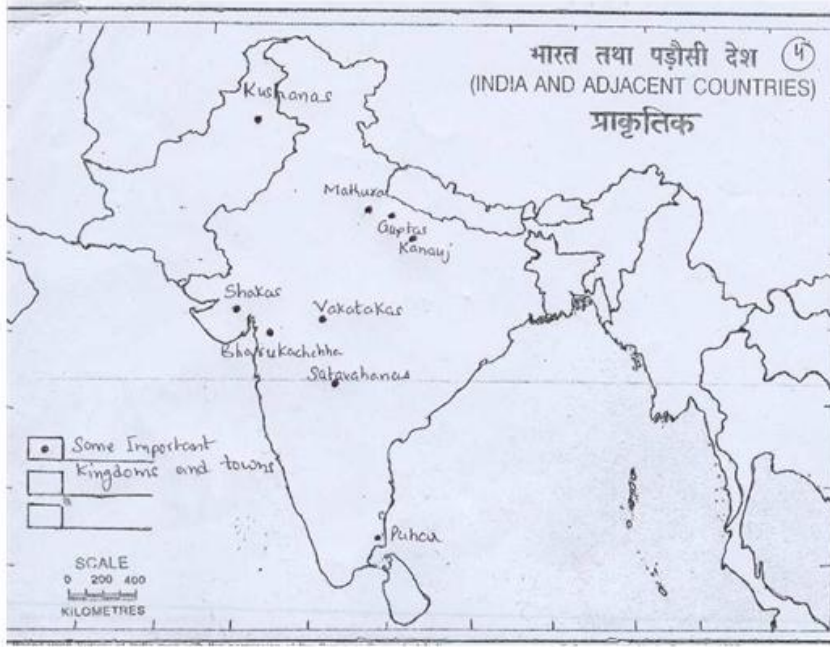 भारत तथा पड़ौसी देश ४
(INDIA AND ADJACENT COUNTRIES)
प्राकृतिक
Kushanas
Mathura
Guptas
Kanauj
Shakas
Vakatakas
Bharukachchha
Satavahanas
Some Important
Kingdoms and towns
Puhar
SCALE
0 200 400
KILOMETRES